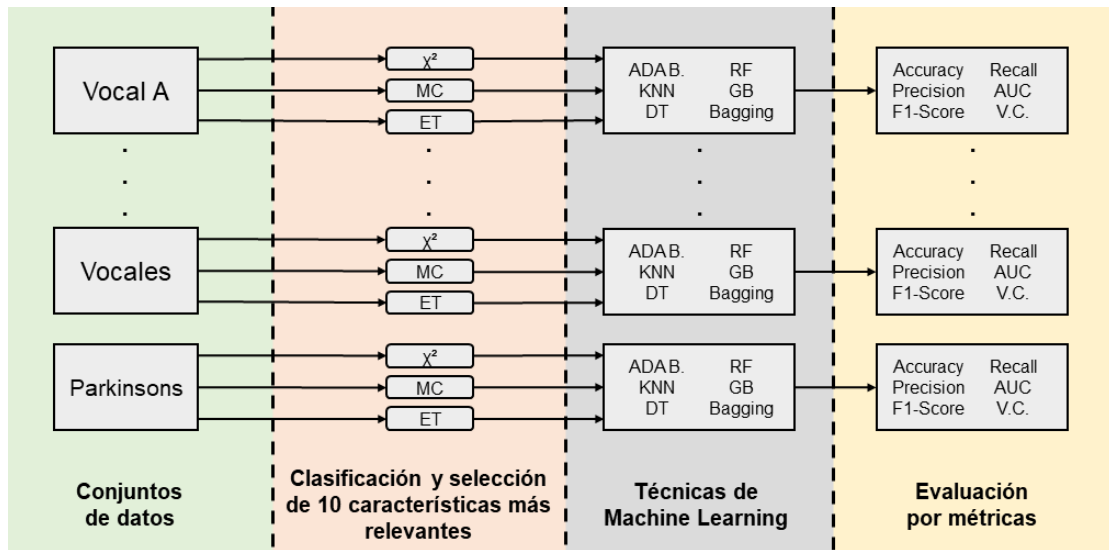 Vocal A
χ²
MC
ET
ADAB. RF
KNN GB
DT Bagging
Accuracy Recall
Precision AUC
F1-Score V.C.
Vocales
χ²
MC
ET
ADAB. RF
KNN GB
DT Bagging
Accuracy Recall
Precision AUC
F1-Score V.C.
Parkinsons
χ²
MC
ET
ADAB. RF
KNN GB
DT Bagging
Accuracy Recall
Precision AUC
F1-Score V.C.
Conjuntos
de datos
Clasificación y selección
de 10 características más
relevantes
Técnicas de
Machine Learning
Evaluación
por métricas